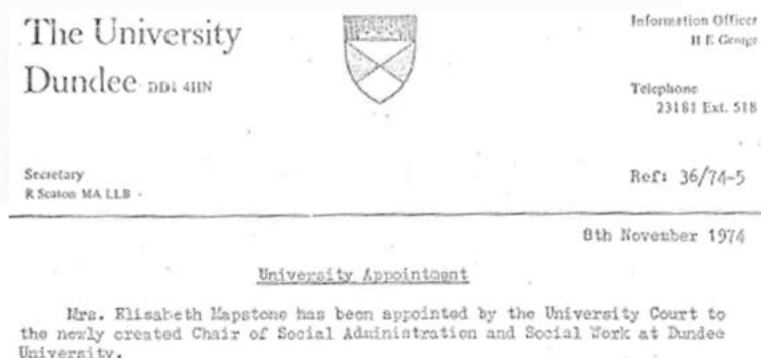 The University
Dundee DD1 4HN
Information Officer
H E George
Telephone
23181 Ext. 518
Secretary
R Seaton MA LLB
Ref: 36/74-5
8th November 1974
University Appointment
Mrs. Elisabeth Mapstone has been appointed by the University Court to
the newly created Chair of Social Administration and Social Work at Dundee
University.